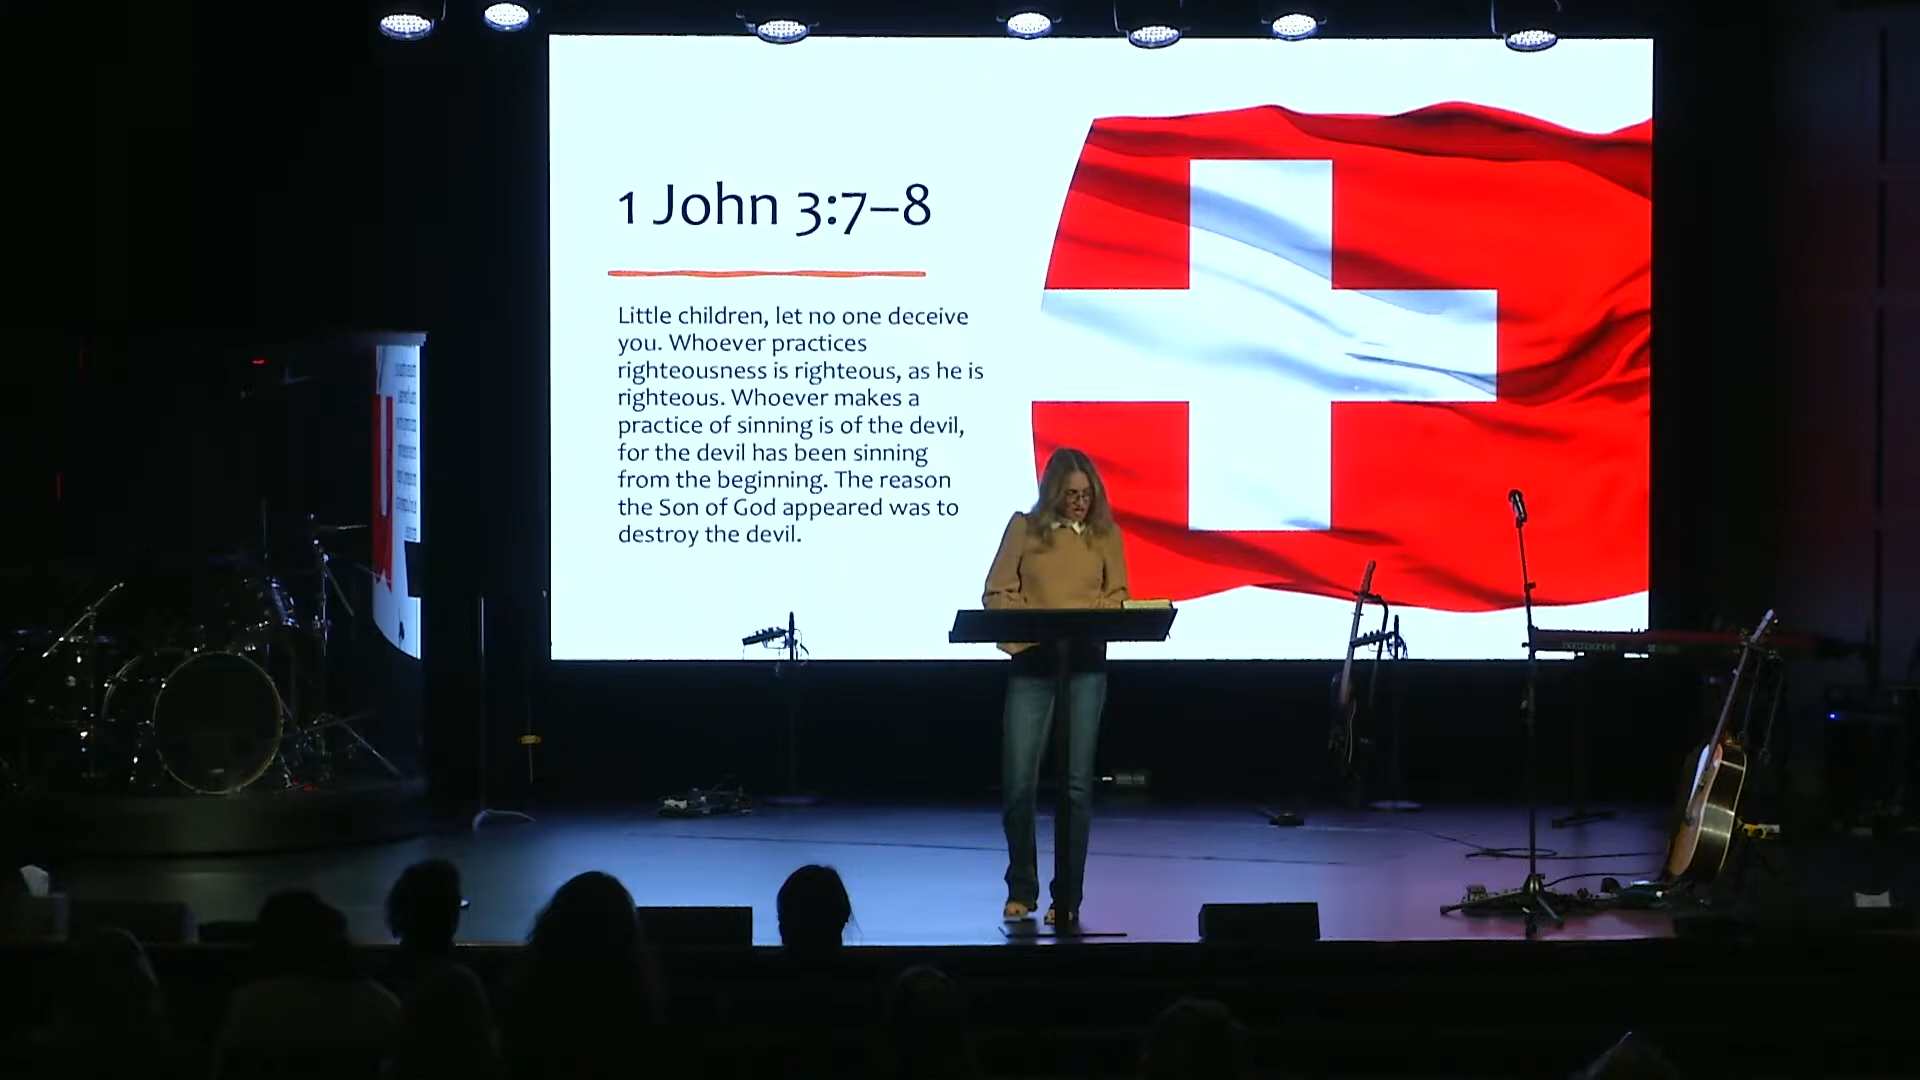 1 John 3:7–8
Little children, let no one deceive
you. Whoever practices
righteousness is righteous, as he is
righteous. Whoever makes a
practice of sinning is of the devil,
for the devil has been sinning
from the beginning. The reason
the Son of God appeared was to
destroy the devil.